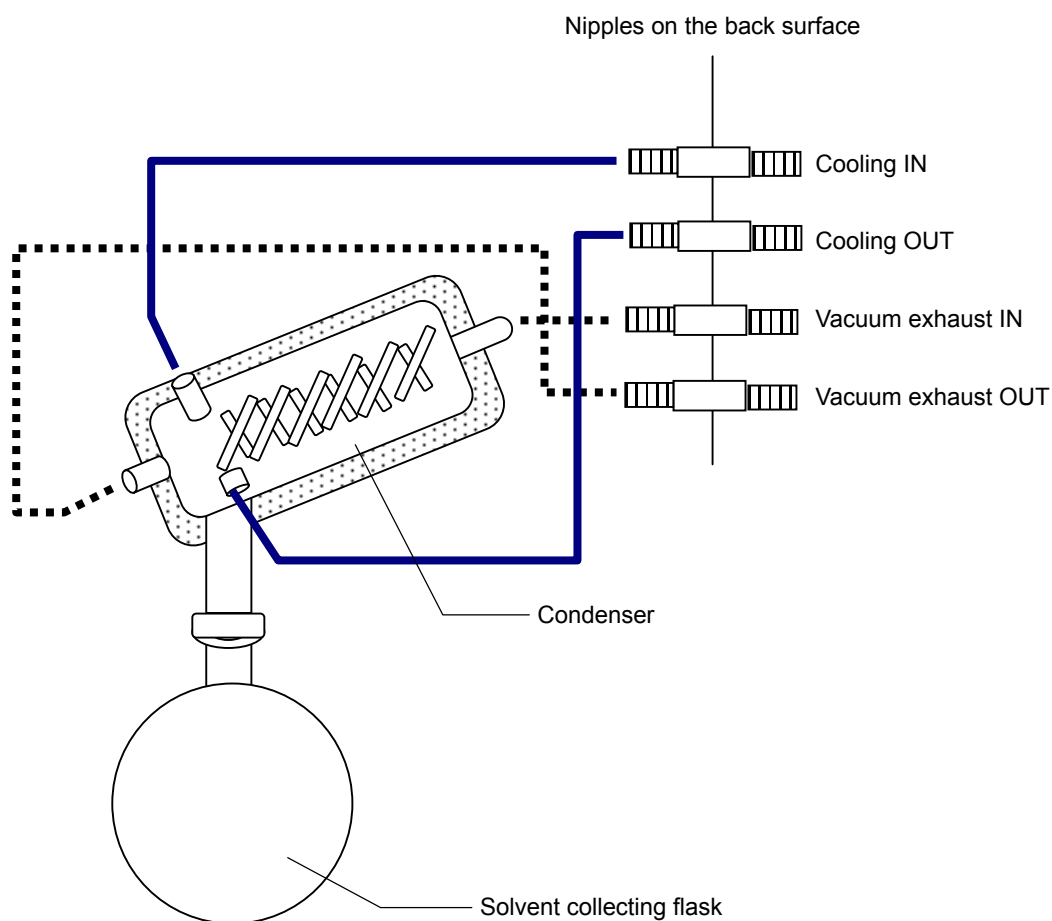 Nipples on the back surface
Cooling IN
Cooling OUT
Vacuum exhaust IN
Vacuum exhaust OUT
Condenser
Solvent collecting flask